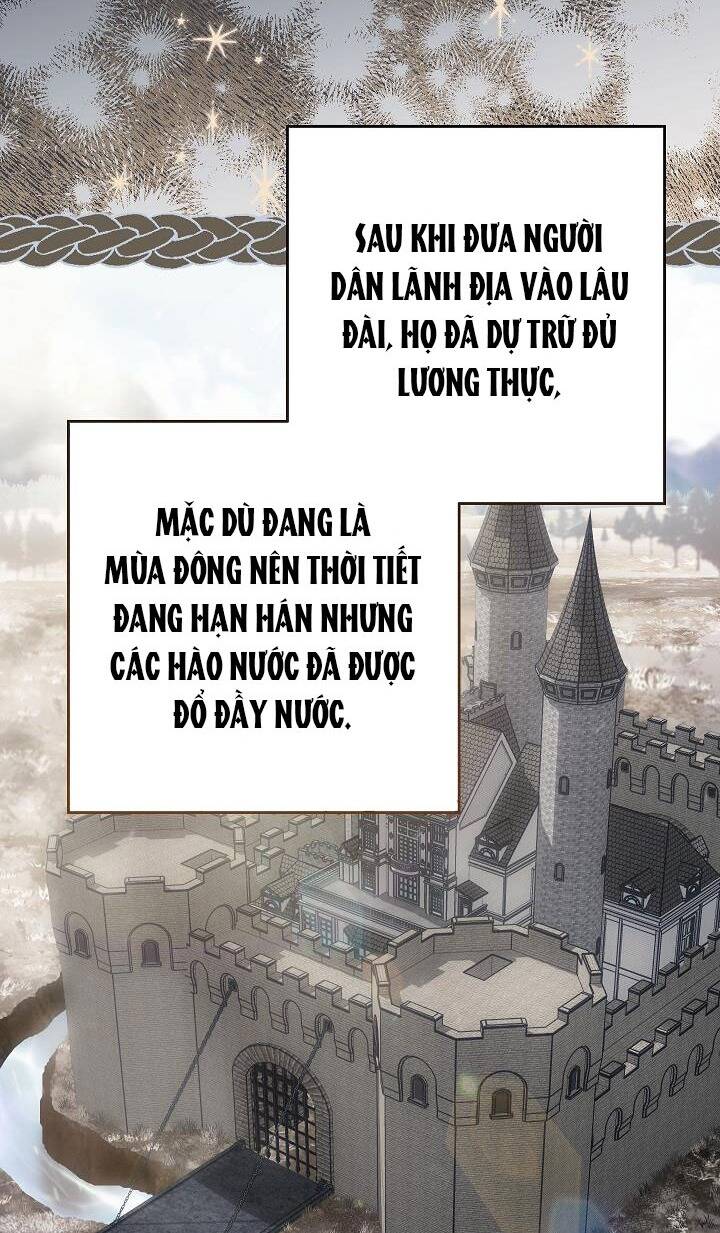 SAU KHI ĐƯA NGƯỜI
DÂN LÃNH ĐỊA VÀO LÂU
ĐÀI, HỌ ĐÃ DỰ TRỮ ĐỦ
LƯƠNG THỰC,
MẶC DÙ ĐANG LÀ
MÙA ĐÔNG NÊN THỜI TIẾT
ĐANG HẠN HÁN NHƯNG
CÁC HÀO NƯỚC ĐÃ ĐƯỢC
ĐỔ ĐẦY NƯỚC.